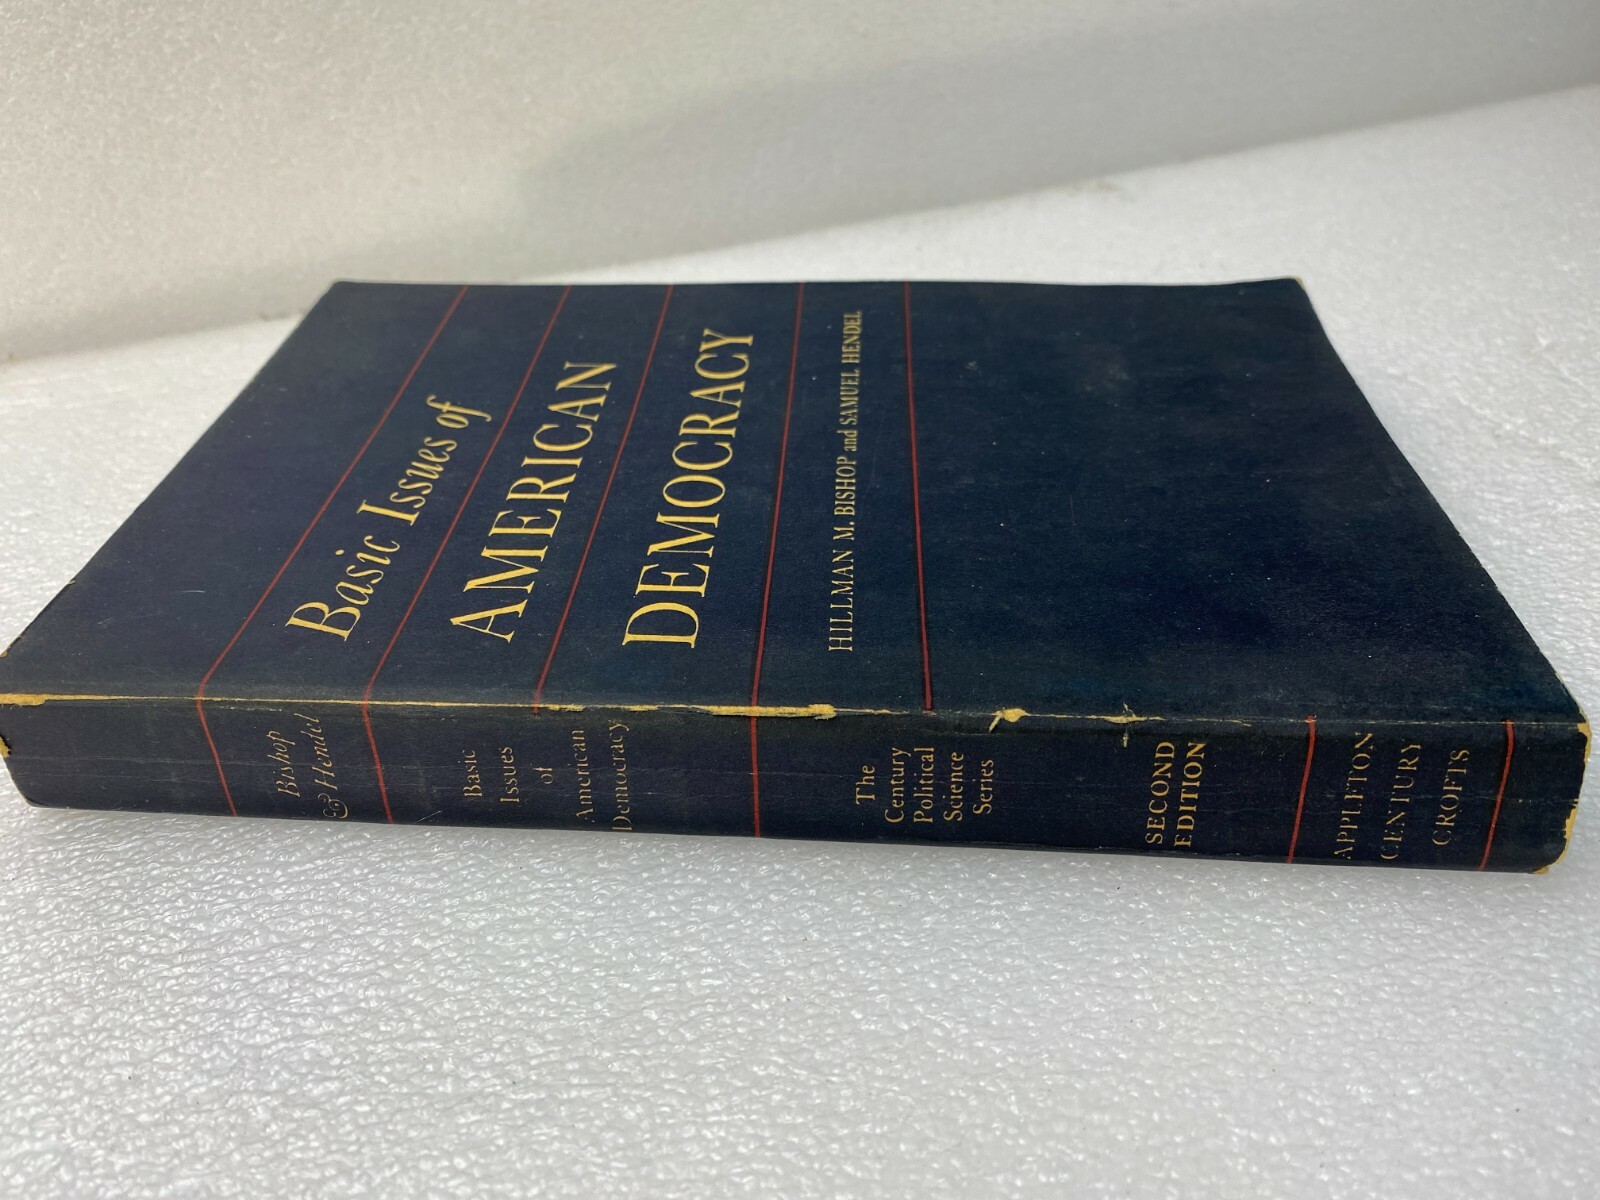 Basic Issues of
AMERICAN
DEMOCRACY
HILLMAN M. BISHOP and SAMUEL HENDEL
Bishop
& Hendel
Basic
Issues
of
American
Democracy
The
Century
Political
Science
Series
SECOND
EDITION
APPLETON
CENTURY
CROFTS